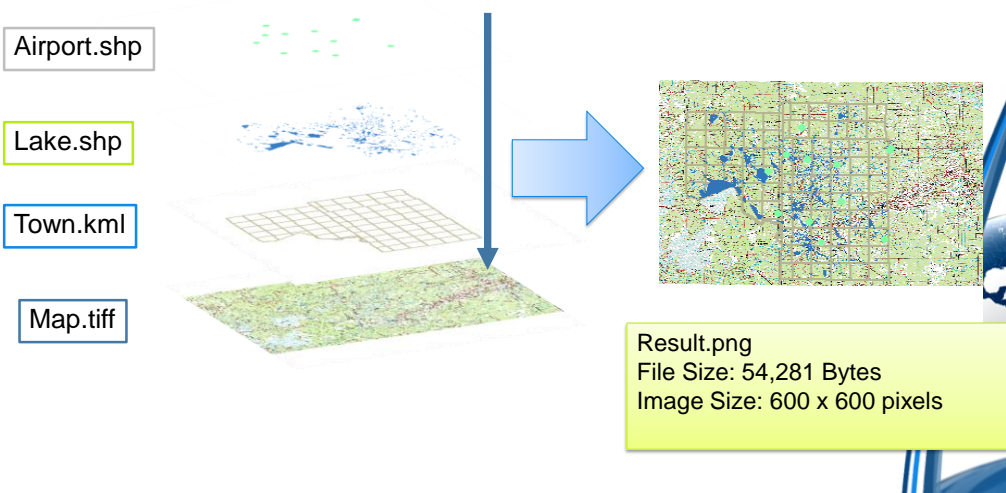 Airport.shp
Lake.shp
Town.kml
Map.tiff
Result.png
File Size: 54,281 Bytes
Image Size: 600 x 600 pixels